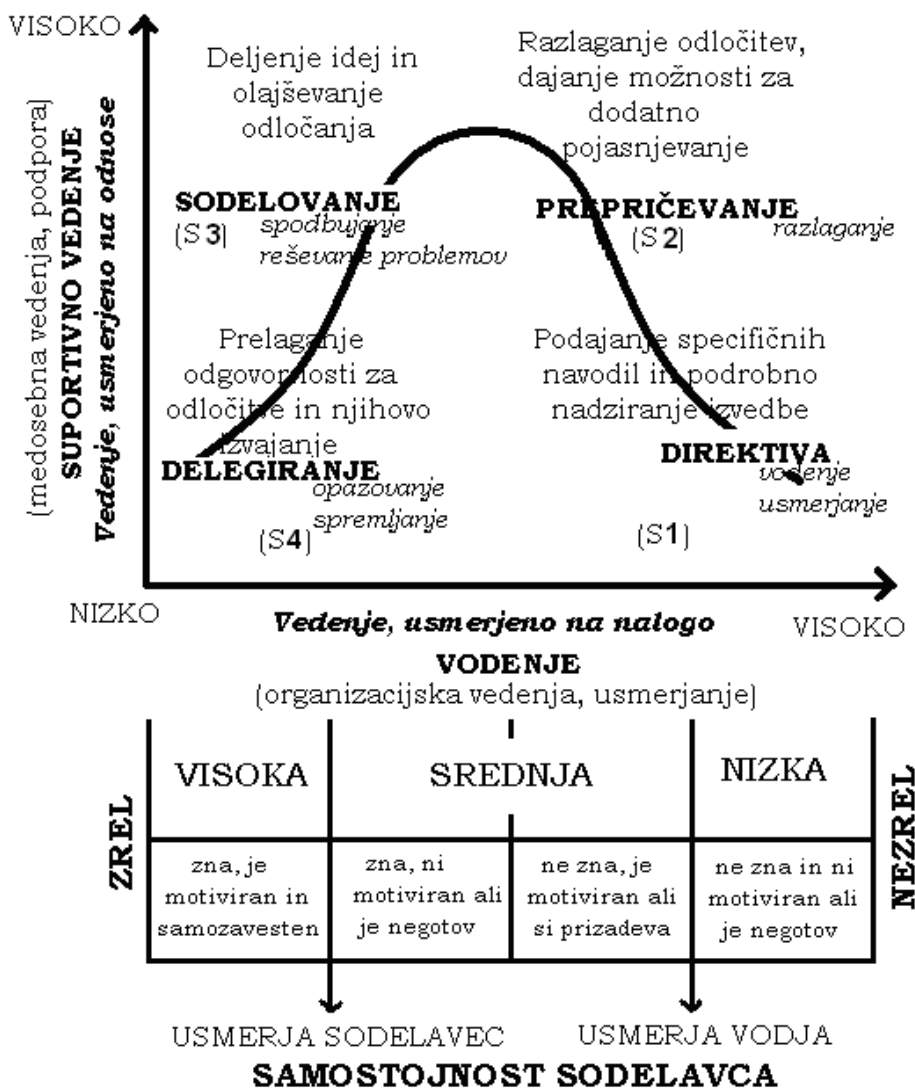 VISOKO
Deljenje idej in
olajševanje
odločanja
Razlaganje odločitev,
dajanje možnosti za
dodatno
pojasnjevanje
(medosebna vedenja, podpora)
SUPORTIVNO VEDENJE
Vedenje, usmerjeno na odnose
SODELOVANJE
(S3)
spodbujanje
reševanje problemov
PREPRIČEVANJE
(S2)
razlaganje
Prelaganje
odgovornosti za
odločitve in njihovo
izvajanje
Podajanje specifičnih
navodil in podrobno
nadziranje izvedbe
DELEGIRANJE
opazovanje
spremljanje
(S4)
DIREKTIVA
vodenje
usmerjanje
(S1)
NIZKO
Vedenje, usmerjeno na nalogo
VISOKO
VODENJE
(organizacijska vedenja, usmerjanje)
ZREL
VISOKA
SREDNJA
NIZKA
NEZREL
zna, je
motiviran in
samozavesten
zna, ni
motiviran ali
je negotov
ne zna, je
motiviran ali
si prizadeva
ne zna in ni
motiviran ali
je negotov
USMERJA SODELAVEC
USMERJA VODJA
SAMOSTOJNOST SODELAVCA